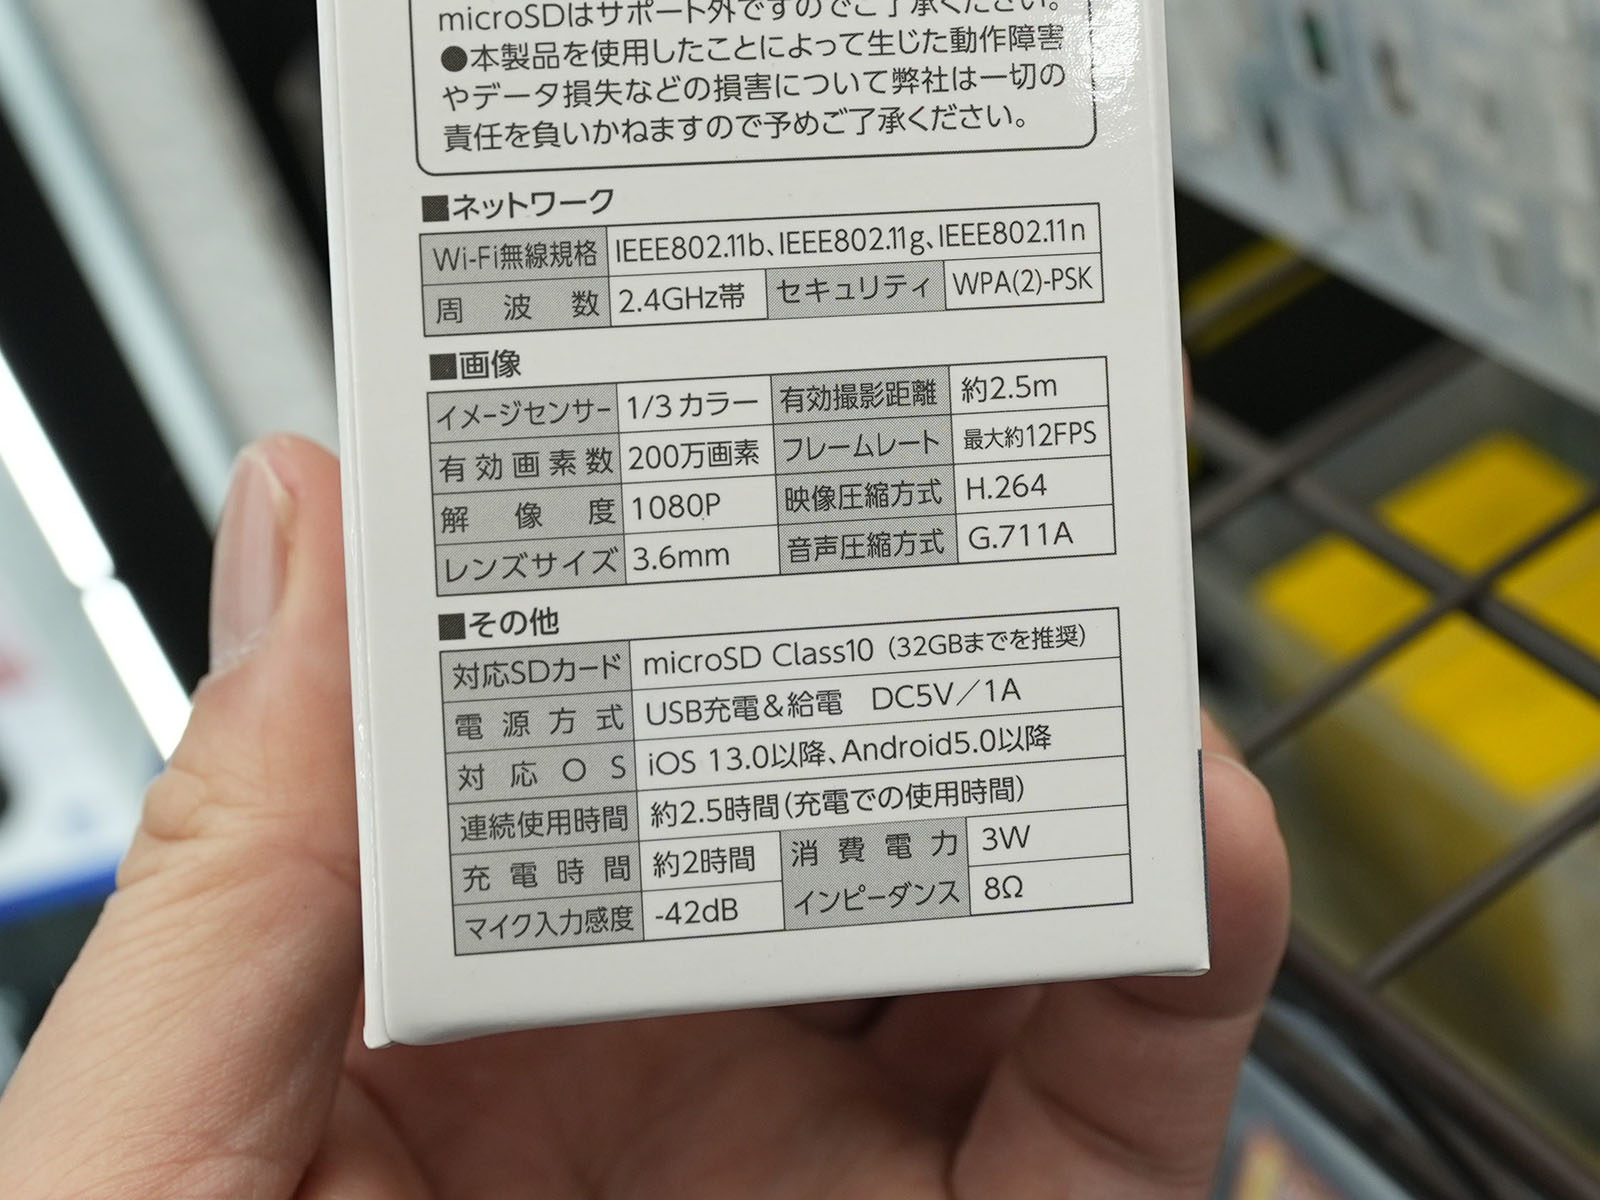 microSDはサポート外ですのでご了承ください。
●本製品を使用したことによって生じた動作障害
やデータ損失などの損害について弊社は一切の
責任を負いかねますので予めご了承ください。
■ネットワーク
Wi-Fi無線規格 IEEE802.11b、IEEE802.11g、IEEE802.11n
周波数 2.4GHz帯 セキュリティ WPA(2)-PSK
■画像
イメージセンサー 1/3 カラー 有効撮影距離 約2.5m
有効画素数 200万画素 フレームレート 最大約12FPS
解像度 1080P 映像圧縮方式 H.264
レンズサイズ 3.6mm 音声圧縮方式 G.711A
■その他
対応SDカード microSD Class10（32GBまでを推奨）
電源方式 USB充電＆給電 DC5V／1A
対応OS iOS 13.0以降、Android5.0以降
連続使用時間 約2.5時間（充電での使用時間）
充電時間 約2時間 消費電力 3W
マイク入力感度 -42dB インピーダンス 8Ω